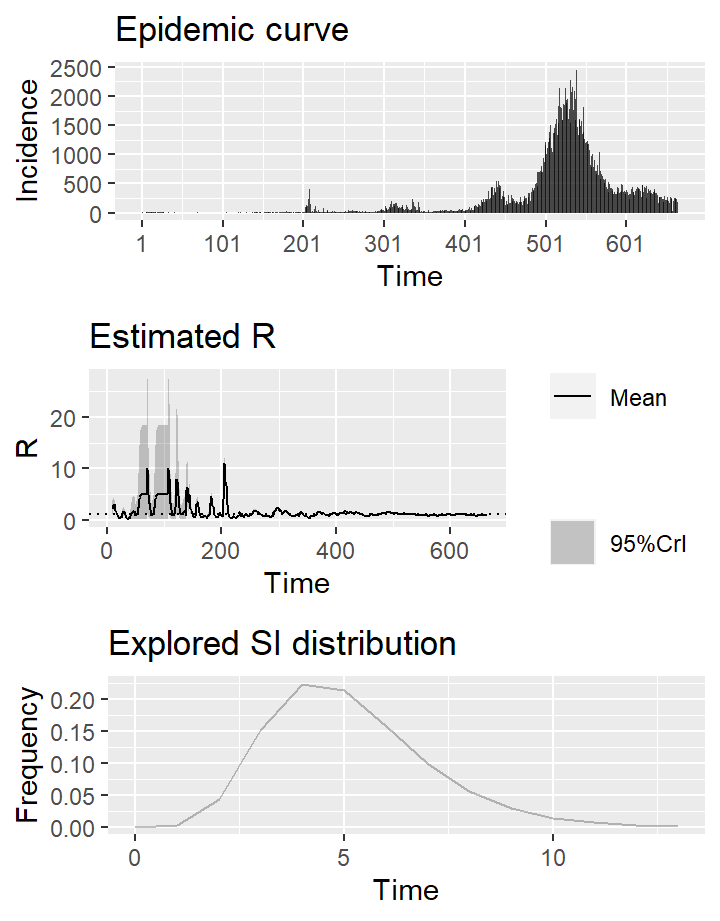 Epidemic curve
Incidence
2500
2000
1500
1000
500
0
1 101 201 301 401 501 601
Time
Estimated R
R
20
10
0
0 200 400 600
Time
Mean
95%CrI
Explored SI distribution
Frequency
0.20
0.15
0.10
0.05
0.00
0 5 10
Time